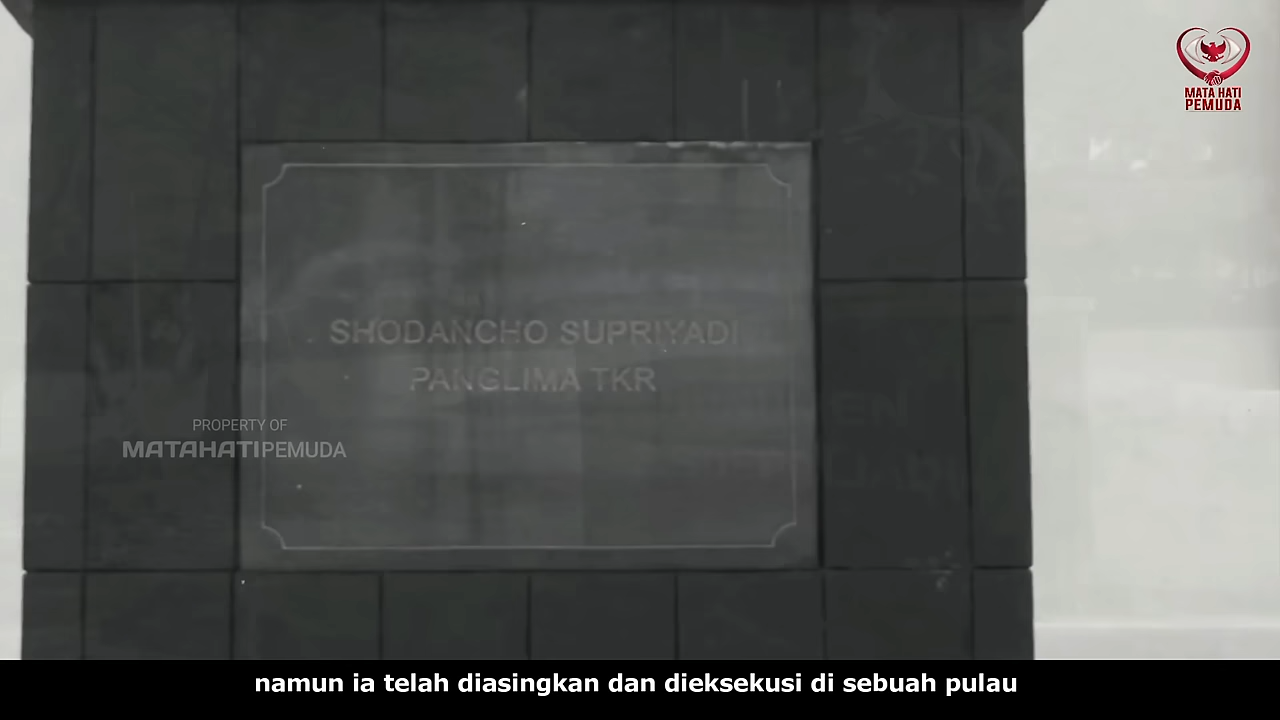 MATA HATI
PEMUDA
SHODANCHO SUPRIYADI
PANGLIMA TKR
PROPERTY OF
MATAHATIPEMUDA
namun ia telah diasingkan dan dieksekusi di sebuah pulau